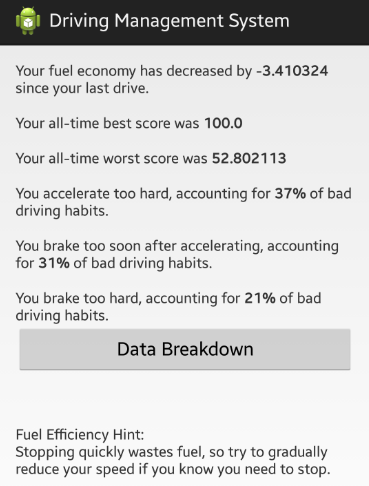 Driving Management System
Your fuel economy has decreased by -3.410324
since your last drive.
Your all-time best score was 100.0
Your all-time worst score was 52.802113
You accelerate too hard, accounting for 37% of bad
driving habits.
You brake too soon after accelerating, accounting
for 31% of bad driving habits.
You brake too hard, accounting for 21% of bad
driving habits.
Data Breakdown
Fuel Efficiency Hint:
Stopping quickly wastes fuel, so try to gradually
reduce your speed if you know you need to stop.